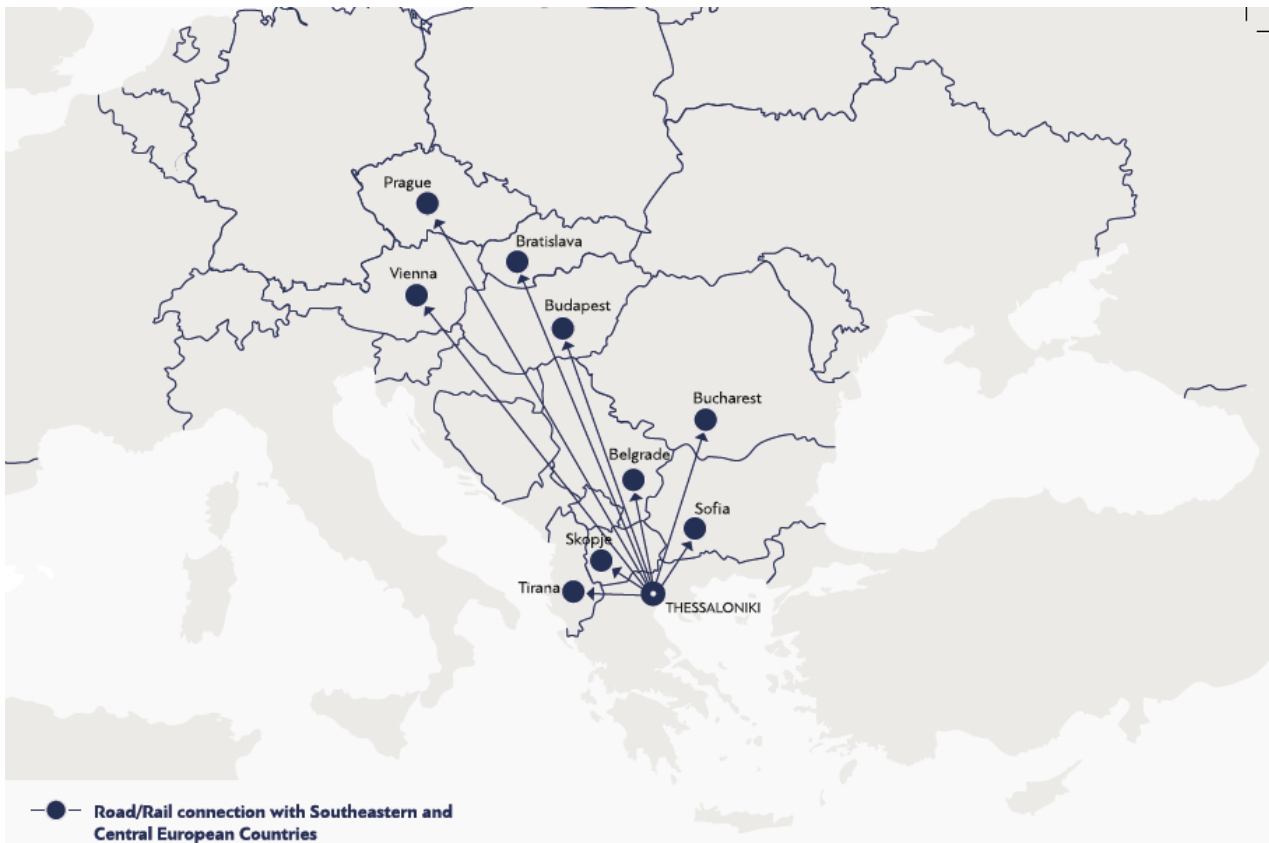 Prague
Bratislava
Vienna
Budapest
Bucharest
Belgrade
Sofia
Skopje
Tirana
THESSALONIKI
Road/Rail connection with Southeastern and
Central European Countries